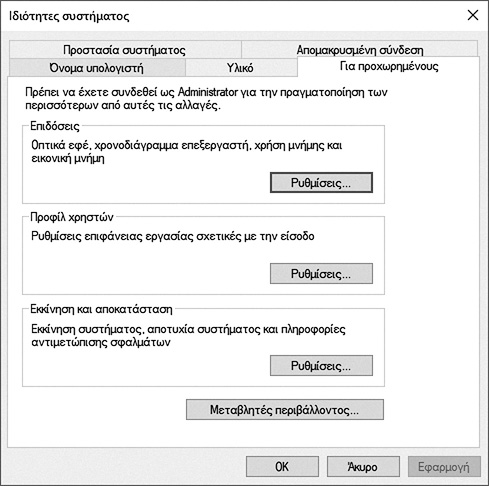 Ιδιότητες συστήματος
Προστασία συστήματος
Απομακρυσμένη σύνδεση
Όνομα υπολογιστή
Υλικό
Για προχωρημένους
Πρέπει να έχετε συνδεθεί ως Administrator για την πραγματοποίηση των
περισσότερων από αυτές τις αλλαγές.
Επιδόσεις
Οπτικά εφέ, χρονοδιάγραμμα επεξεργαστή, χρήση μνήμης και
εικονική μνήμη
Ρυθμίσεις...
Προφίλ χρηστών
Ρυθμίσεις επιφάνειας εργασίας σχετικές με την είσοδο
Ρυθμίσεις...
Εκκίνηση και αποκατάσταση
Εκκίνηση συστήματος, αποτυχία συστήματος και πληροφορίες
αντιμετώπισης σφαλμάτων
Ρυθμίσεις...
Μεταβλητές περιβάλλοντος...
OK
Άκυρο
Εφαρμογή